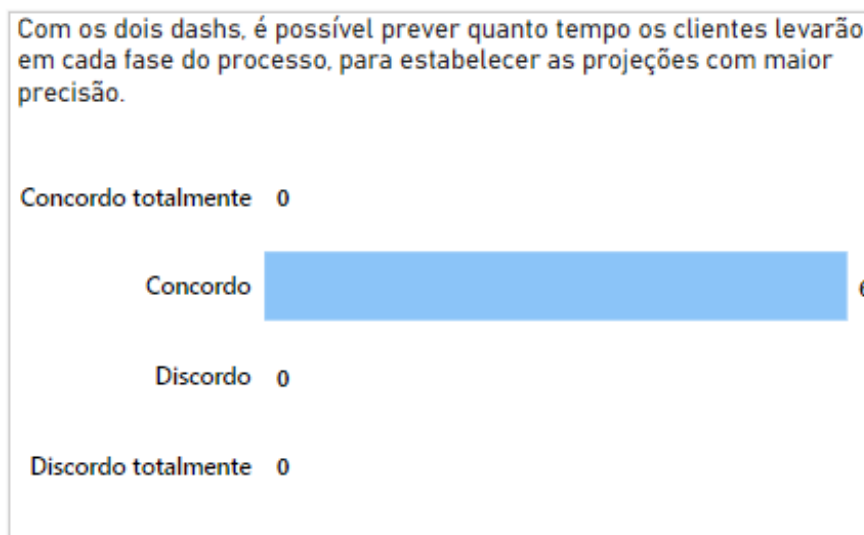 Com os dois dashs, é possível prever quanto tempo os clientes levarão
em cada fase do processo, para estabelecer as projeções com maior
precisão.
Concordo totalmente 0
Concordo
Discordo 0
Discordo totalmente 0